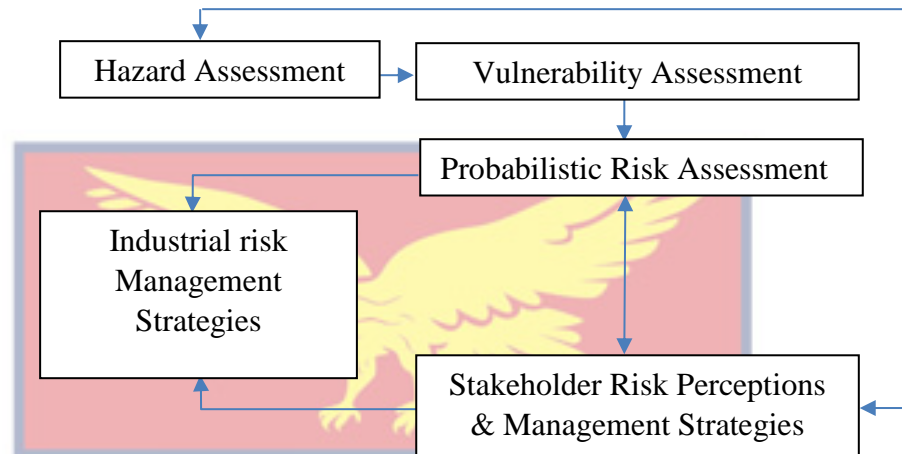 Hazard Assessment
Vulnerability Assessment
Probabilistic Risk Assessment
Industrial risk
Management
Strategies
Stakeholder Risk Perceptions
& Management Strategies